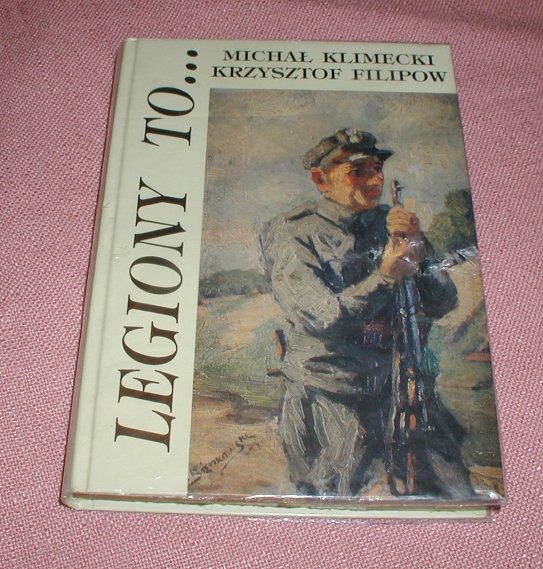 MICHAŁ KLIMECKI
KRZYSZTOF FILIPOW
LEGIONY TO...